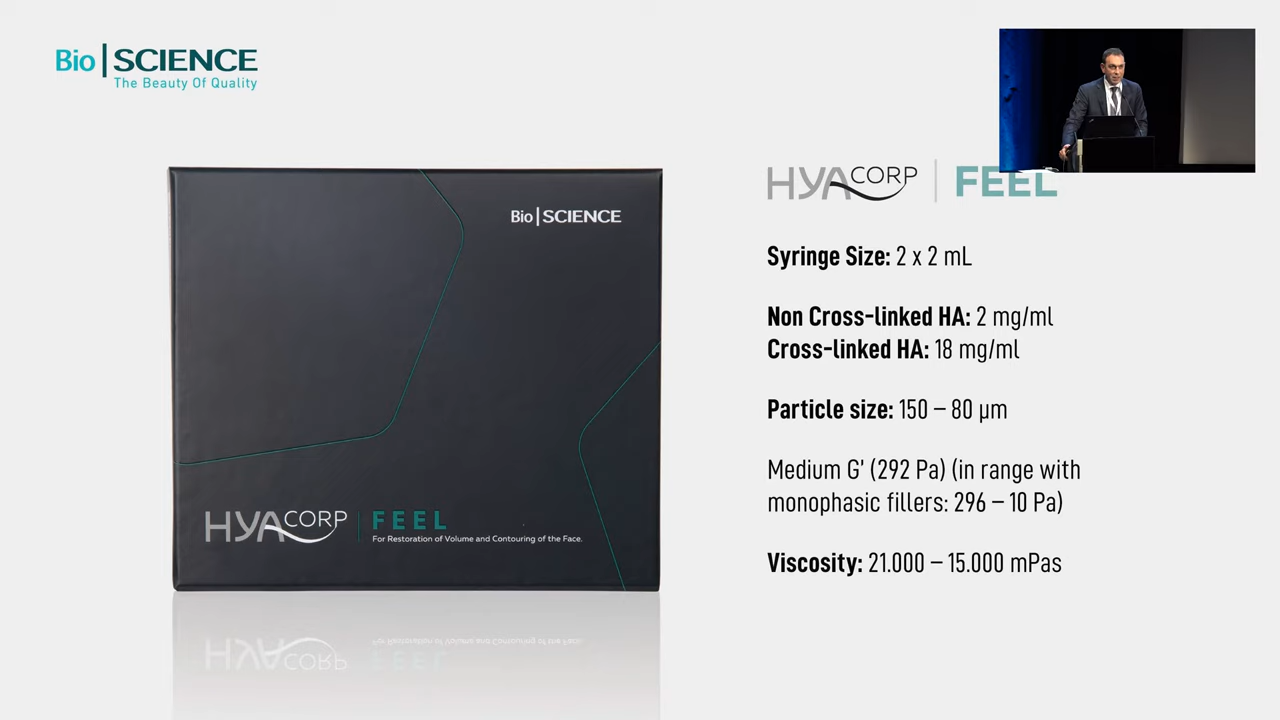 Bio|SCIENCE
The Beauty Of Quality
Bio|SCIENCE
HYACORP | FEEL
For Restoration of Volume and Contouring of the Face.
HYACORP | FEEL
Syringe Size: 2 x 2 mL
Non Cross-linked HA: 2 mg/ml
Cross-linked HA: 18 mg/ml
Particle size: 150 – 80 µm
Medium G' (292 Pa) (in range with
monophasic fillers: 296 – 10 Pa)
Viscosity: 21.000 – 15.000 mPas